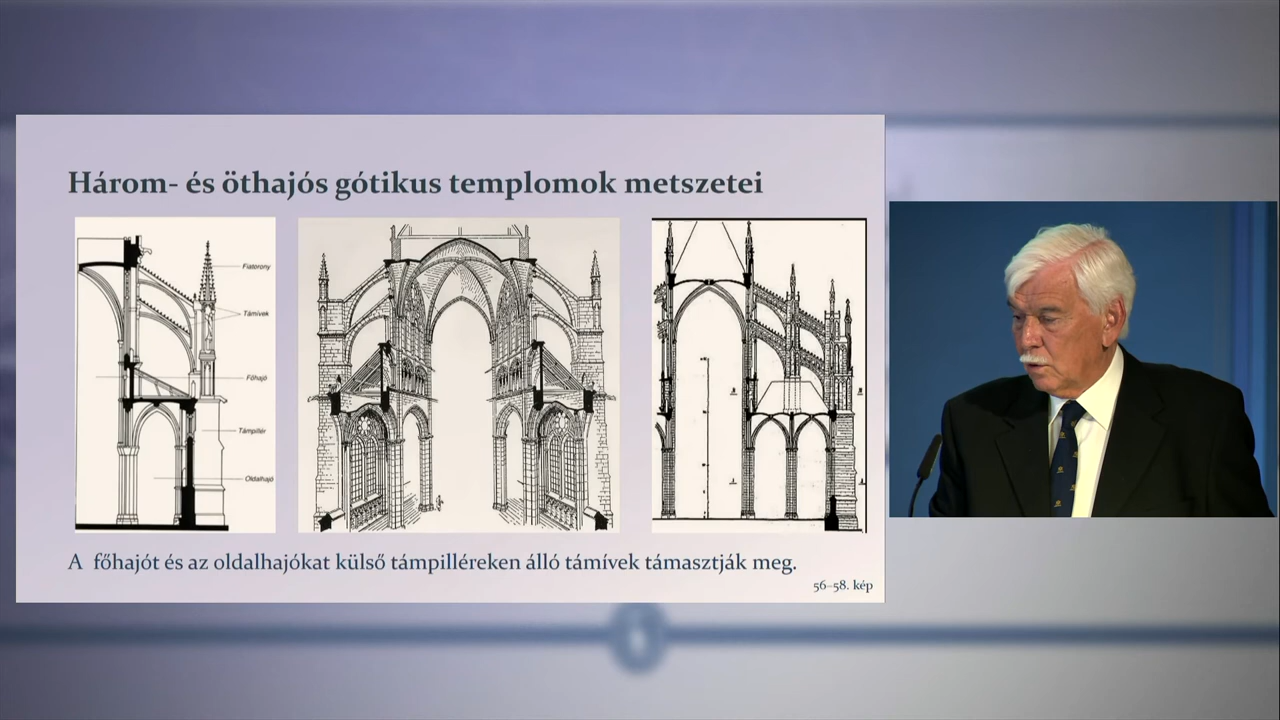 Három- és öthajós gótikus templomok metszetei
Fiatorony
Támívek
Főhajó
Támpillér
Oldalhajó
A főhajót és az oldalhajókat külső támpilléreken álló támívek támasztják meg.
56–58. kép